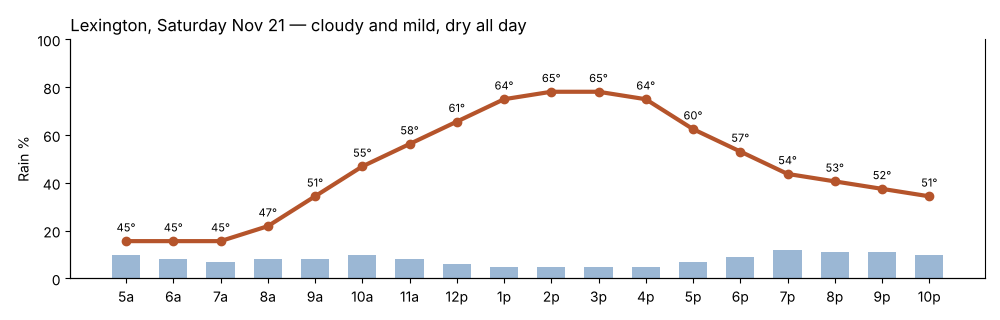 Lexington, Saturday Nov 21 — cloudy and mild, dry all day
100
80
60
40
20
0
Rain %
45° 45° 45° 47° 51° 55° 58° 61° 64° 65° 65° 64° 60° 57° 54° 53° 52° 51°
5a 6a 7a 8a 9a 10a 11a 12p 1p 2p 3p 4p 5p 6p 7p 8p 9p 10p